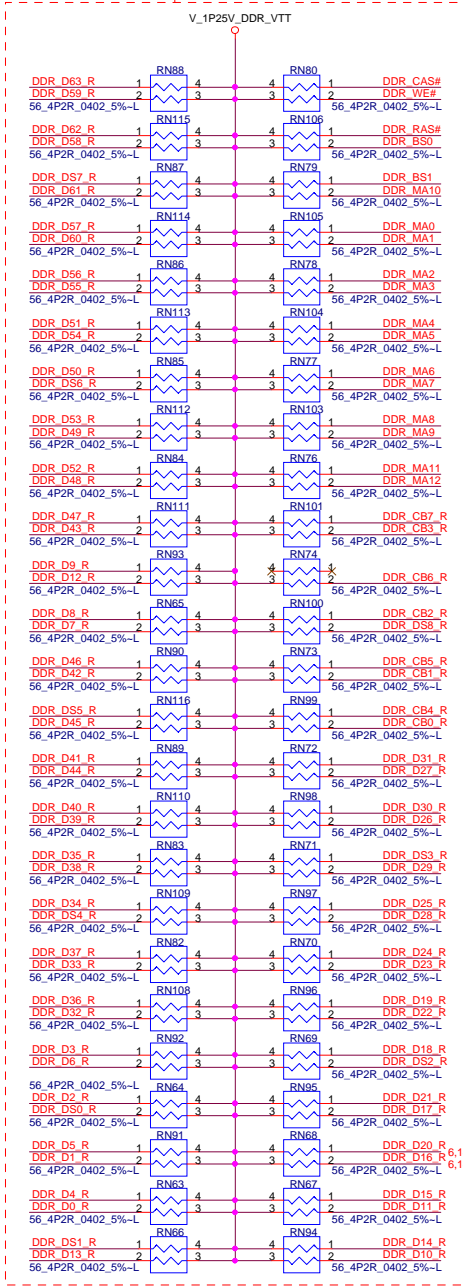 V_1P25V_DDR_VTT
RN88 RN80
DDR_D63_R 1 4 4 1 DDR_CAS#
DDR_D59_R 2 3 3 2 DDR_WE#
56_4P2R_0402_5%~L 56_4P2R_0402_5%~L
RN115 RN106
DDR_D62_R 1 4 4 1 DDR_RAS#
DDR_D58_R 2 3 3 2 DDR_BS0
56_4P2R_0402_5%~L 56_4P2R_0402_5%~L
RN87 RN79
DDR_DS7_R 1 4 4 1 DDR_BS1
DDR_D61_R 2 3 3 2 DDR_MA10
56_4P2R_0402_5%~L 56_4P2R_0402_5%~L
RN114 RN105
DDR_D57_R 1 4 4 1 DDR_MA0
DDR_D60_R 2 3 3 2 DDR_MA1
56_4P2R_0402_5%~L 56_4P2R_0402_5%~L
RN86 RN78
DDR_D56_R 1 4 4 1 DDR_MA2
DDR_D55_R 2 3 3 2 DDR_MA3
56_4P2R_0402_5%~L 56_4P2R_0402_5%~L
RN113 RN104
DDR_D51_R 1 4 4 1 DDR_MA4
DDR_D54_R 2 3 3 2 DDR_MA5
56_4P2R_0402_5%~L 56_4P2R_0402_5%~L
RN85 RN77
DDR_D50_R 1 4 4 1 DDR_MA6
DDR_DS6_R 2 3 3 2 DDR_MA7
56_4P2R_0402_5%~L 56_4P2R_0402_5%~L
RN112 RN103
DDR_D53_R 1 4 4 1 DDR_MA8
DDR_D49_R 2 3 3 2 DDR_MA9
56_4P2R_0402_5%~L 56_4P2R_0402_5%~L
RN84 RN76
DDR_D52_R 1 4 4 1 DDR_MA11
DDR_D48_R 2 3 3 2 DDR_MA12
56_4P2R_0402_5%~L 56_4P2R_0402_5%~L
RN111 RN101
DDR_D47_R 1 4 4 1 DDR_CB7_R
DDR_D43_R 2 3 3 2 DDR_CB3_R
56_4P2R_0402_5%~L 56_4P2R_0402_5%~L
RN93 RN74
DDR_D9_R 1 4 4 1
DDR_D12_R 2 3 3 2 DDR_CB6_R
56_4P2R_0402_5%~L 56_4P2R_0402_5%~L
RN65 RN100
DDR_D8_R 1 4 4 1 DDR_CB2_R
DDR_D7_R 2 3 3 2 DDR_DS8_R
56_4P2R_0402_5%~L 56_4P2R_0402_5%~L
RN90 RN73
DDR_D46_R 1 4 4 1 DDR_CB5_R
DDR_D42_R 2 3 3 2 DDR_CB1_R
56_4P2R_0402_5%~L 56_4P2R_0402_5%~L
RN116 RN99
DDR_DS5_R 1 4 4 1 DDR_CB4_R
DDR_D45_R 2 3 3 2 DDR_CB0_R
56_4P2R_0402_5%~L 56_4P2R_0402_5%~L
RN89 RN72
DDR_D41_R 1 4 4 1 DDR_D31_R
DDR_D44_R 2 3 3 2 DDR_D27_R
56_4P2R_0402_5%~L 56_4P2R_0402_5%~L
RN110 RN98
DDR_D40_R 1 4 4 1 DDR_D30_R
DDR_D39_R 2 3 3 2 DDR_D26_R
56_4P2R_0402_5%~L 56_4P2R_0402_5%~L
RN83 RN71
DDR_D35_R 1 4 4 1 DDR_DS3_R
DDR_D38_R 2 3 3 2 DDR_D29_R
56_4P2R_0402_5%~L 56_4P2R_0402_5%~L
RN109 RN97
DDR_D34_R 1 4 4 1 DDR_D25_R
DDR_DS4_R 2 3 3 2 DDR_D28_R
56_4P2R_0402_5%~L 56_4P2R_0402_5%~L
RN82 RN70
DDR_D37_R 1 4 4 1 DDR_D24_R
DDR_D33_R 2 3 3 2 DDR_D23_R
56_4P2R_0402_5%~L 56_4P2R_0402_5%~L
RN108 RN96
DDR_D36_R 1 4 4 1 DDR_D19_R
DDR_D32_R 2 3 3 2 DDR_D22_R
56_4P2R_0402_5%~L 56_4P2R_0402_5%~L
RN92 RN69
DDR_D3_R 1 4 4 1 DDR_D18_R
DDR_D6_R 2 3 3 2 DDR_DS2_R
56_4P2R_0402_5%~L 56_4P2R_0402_5%~L
RN64 RN95
DDR_D2_R 1 4 4 1 DDR_D21_R
DDR_DS0_R 2 3 3 2 DDR_D17_R
56_4P2R_0402_5%~L 56_4P2R_0402_5%~L
RN91 RN68
DDR_D5_R 1 4 4 1 DDR_D20_R 6,1
DDR_D1_R 2 3 3 2 DDR_D16_R 6,1
56_4P2R_0402_5%~L 56_4P2R_0402_5%~L
RN63 RN67
DDR_D4_R 1 4 4 1 DDR_D15_R
DDR_D0_R 2 3 3 2 DDR_D11_R
56_4P2R_0402_5%~L 56_4P2R_0402_5%~L
RN66 RN94
DDR_DS1_R 1 4 4 1 DDR_D14_R
DDR_D13_R 2 3 3 2 DDR_D10_R
56_4P2R_0402_5%~L 56_4P2R_0402_5%~L